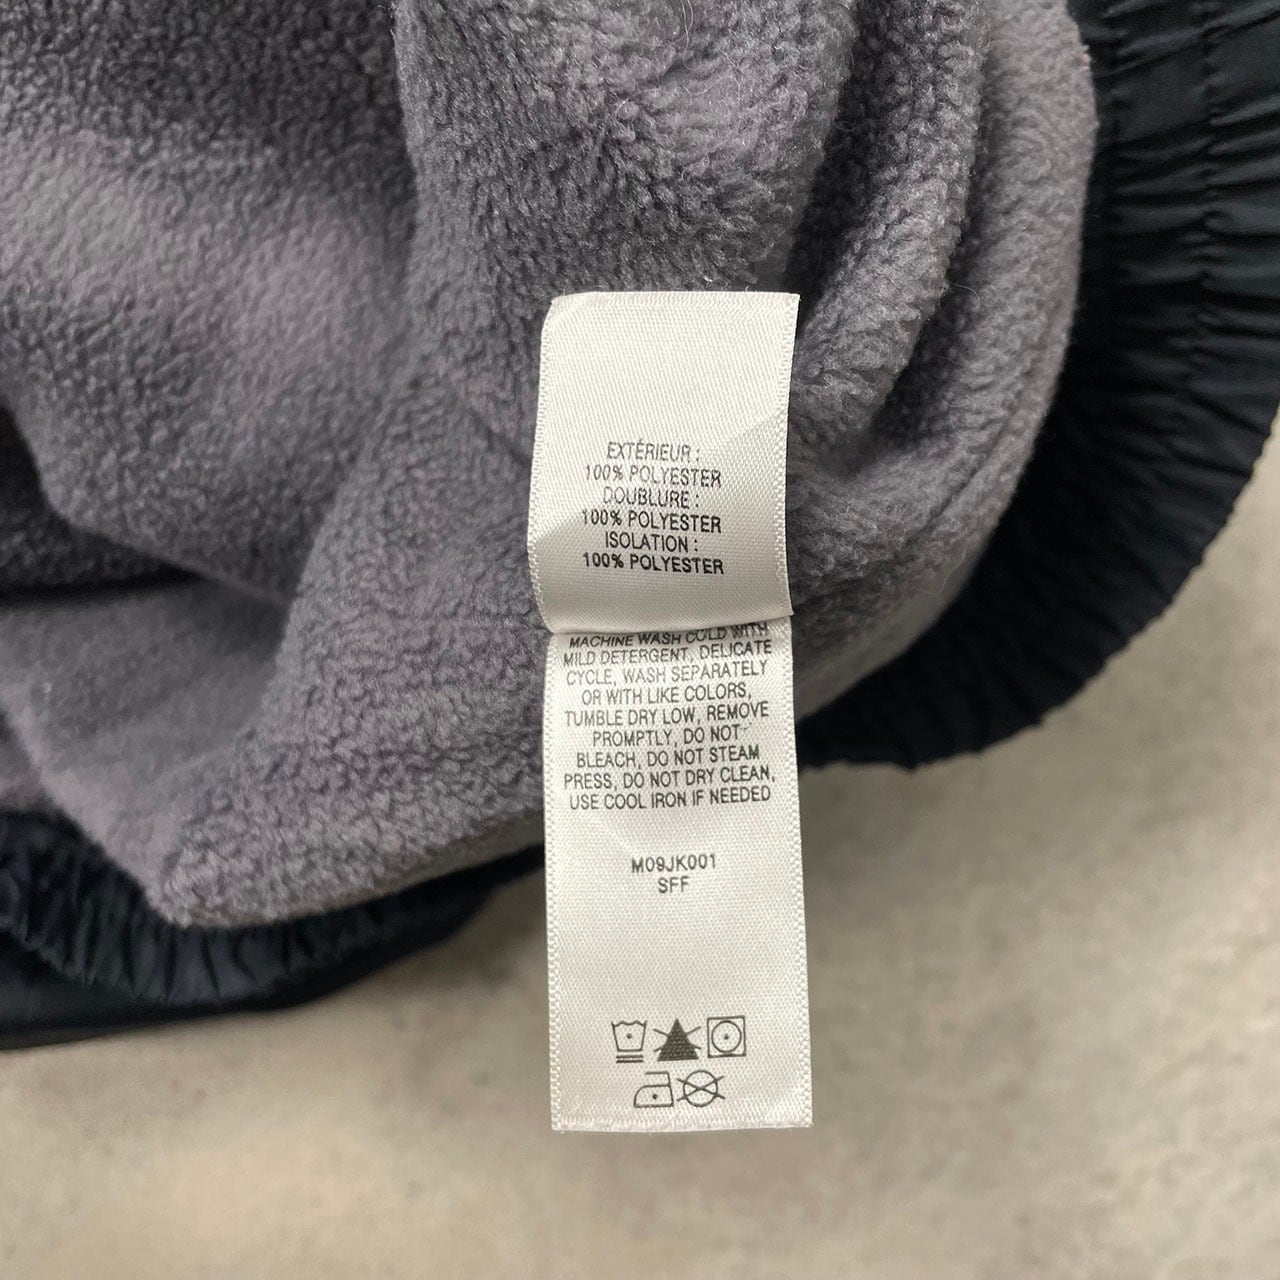 EXTÉRIEUR :
100% POLYESTER
DOUBLURE :
100% POLYESTER
ISOLATION :
100% POLYESTER
MACHINE WASH COLD WITH
MILD DETERGENT, DELICATE
CYCLE, WASH SEPARATELY
OR WITH LIKE COLORS,
TUMBLE DRY LOW, REMOVE
PROMPTLY, DO NOT
BLEACH, DO NOT STEAM
PRESS, DO NOT DRY CLEAN,
USE COOL IRON IF NEEDED
M09JK001
SFF